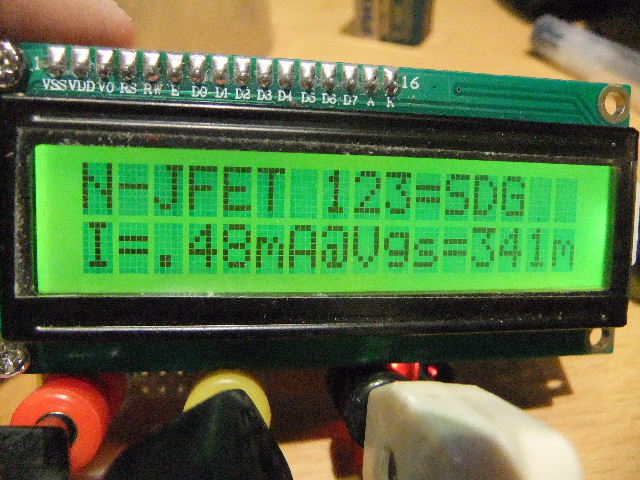 1 VSS VDD VO RS RW E D0 D1 D2 D3 D4 D5 D6 D7 A K 16
N-JFET 123=SDG
I=.48mA@Vgs=341m